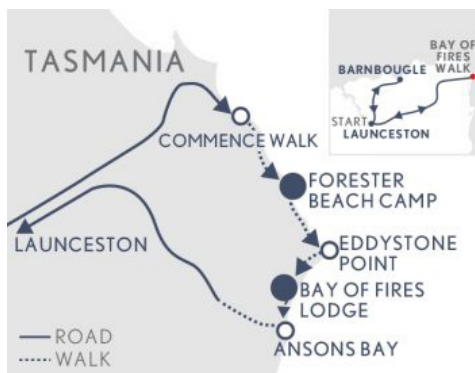 TASMANIA
COMMENCE WALK
FORESTER
BEACH CAMP
EDDYSTONE
POINT
LAUNCESTON
BAY OF FIRES
LODGE
ANSONS BAY
ROAD
WALK
BAY OF
FIRES
WALK
BARNBOUGLE
START
LAUNCESTON